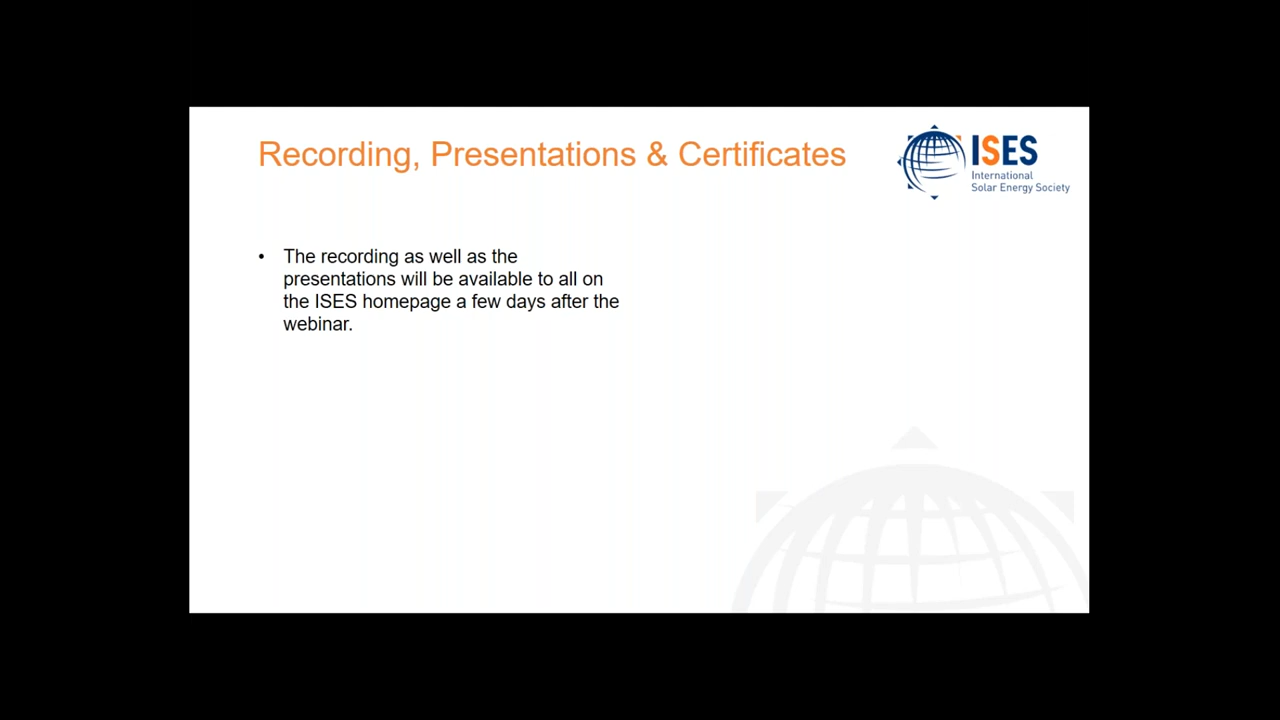 Recording, Presentations & Certificates
ISES
International
Solar Energy Society
• The recording as well as the
presentations will be available to all on
the ISES homepage a few days after the
webinar.